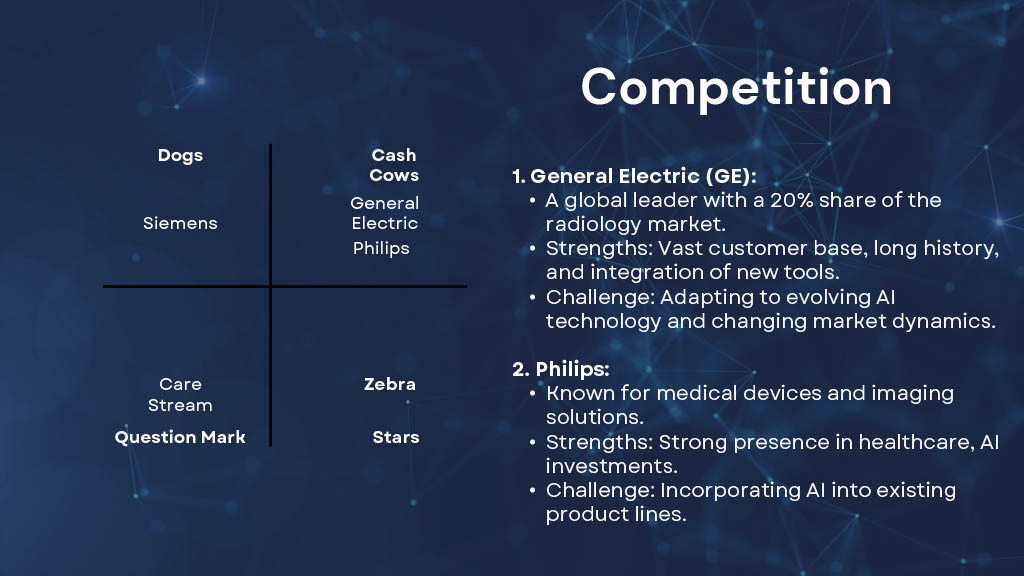 Competition
Dogs
Cash
Cows
Siemens
General
Electric
Philips
Care
Stream
Question Mark
Zebra
Stars
1. General Electric (GE):
• A global leader with a 20% share of the
radiology market.
• Strengths: Vast customer base, long history,
and integration of new tools.
• Challenge: Adapting to evolving AI
technology and changing market dynamics.
2. Philips:
• Known for medical devices and imaging
solutions.
• Strengths: Strong presence in healthcare, AI
investments.
• Challenge: Incorporating AI into existing
product lines.